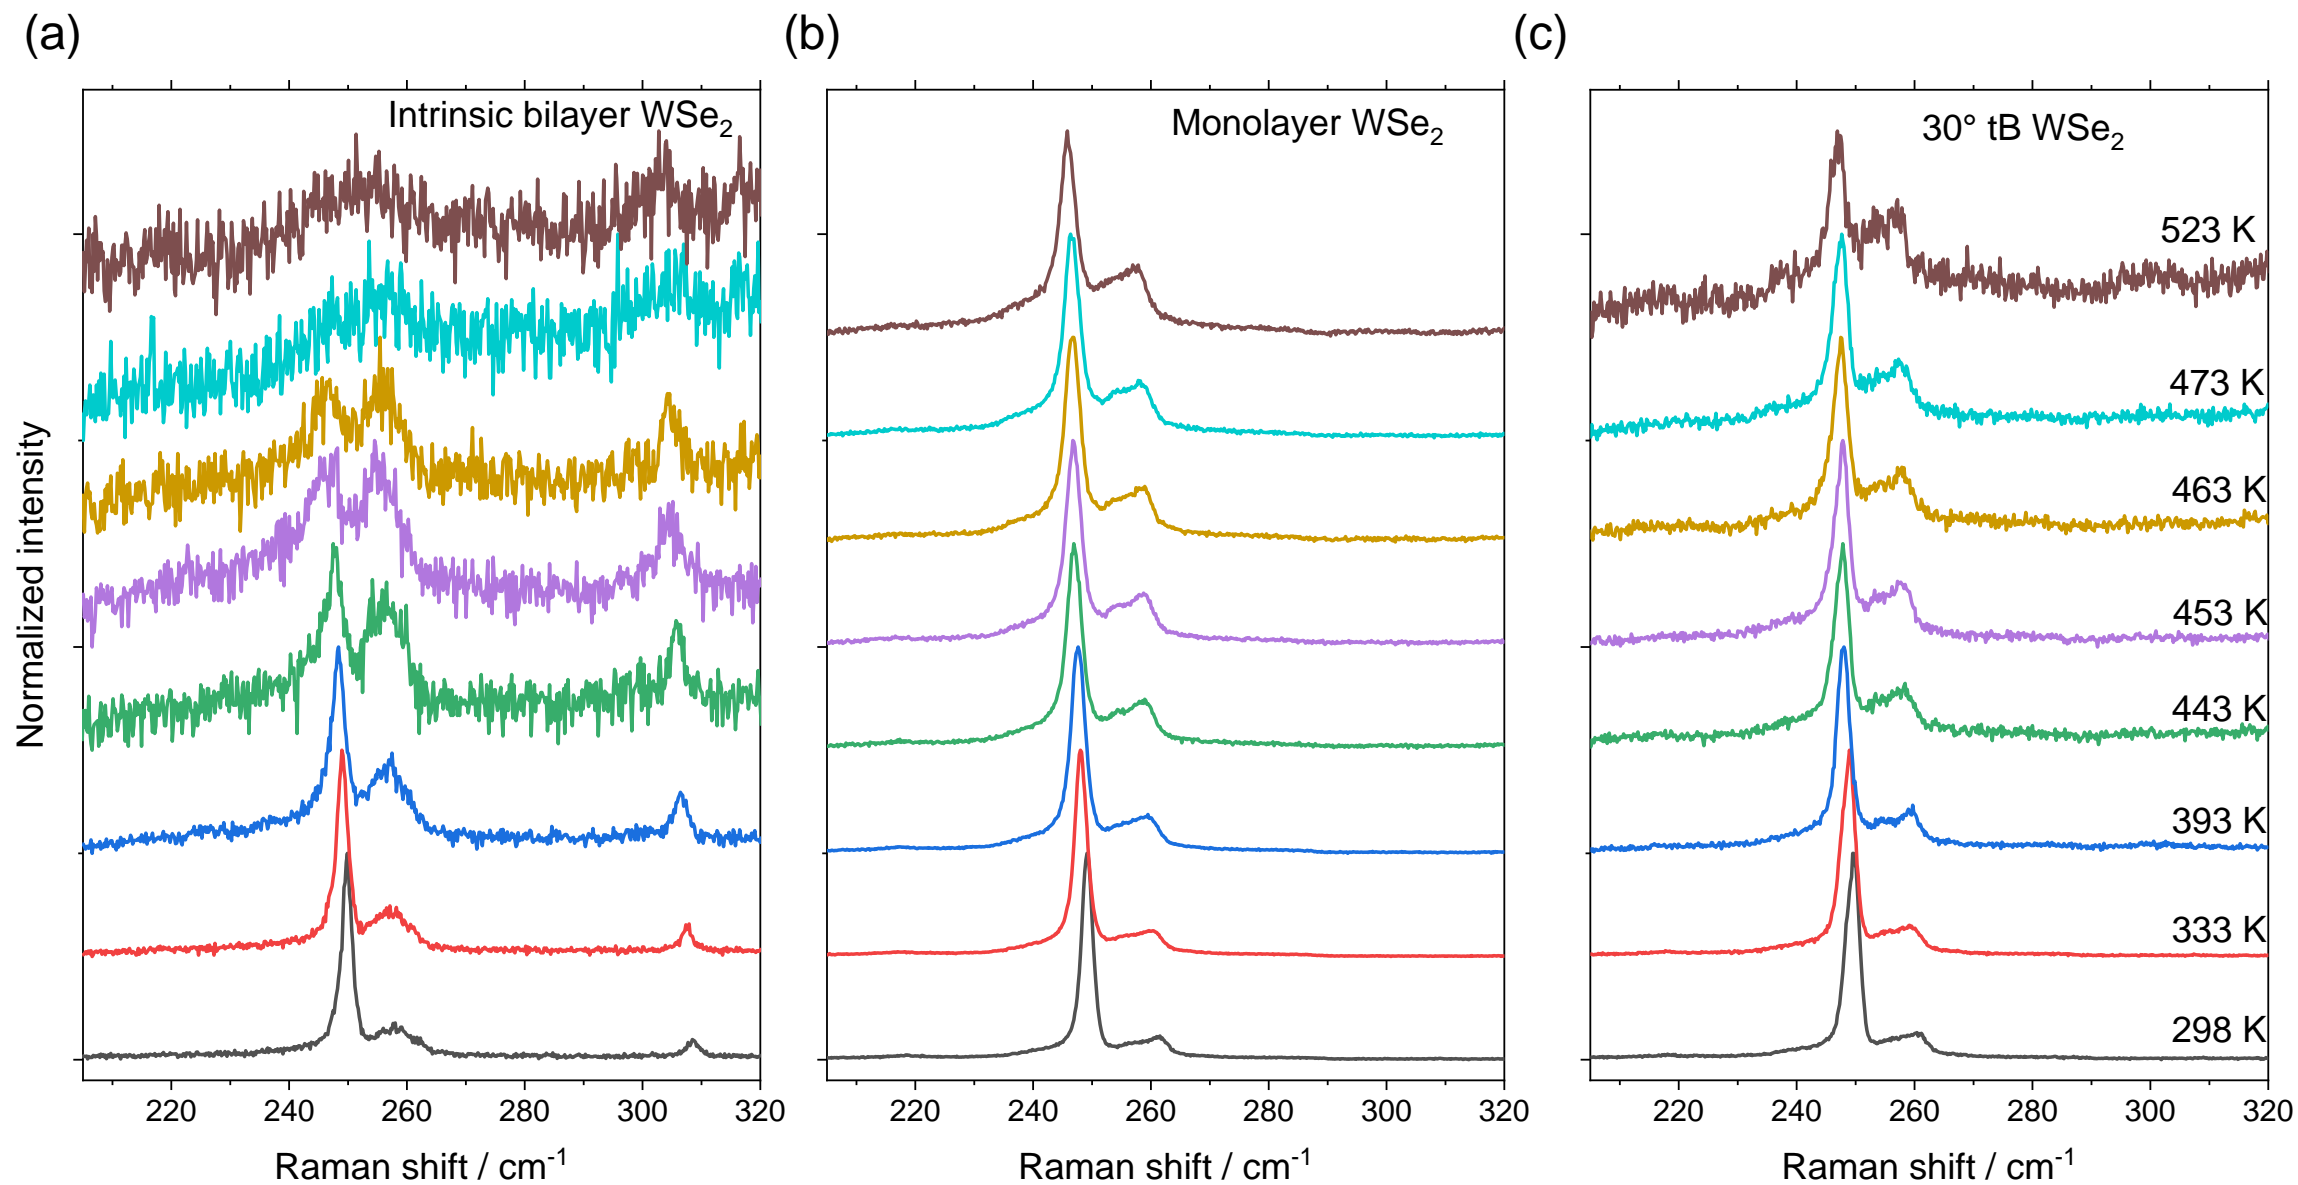 (a)
(b)
(c)
Intrinsic bilayer WSe₂
Monolayer WSe₂
30° tB WSe₂
523 K
473 K
463 K
453 K
443 K
393 K
333 K
298 K
Normalized intensity
220 240 260 280 300 320
220 240 260 280 300 320
220 240 260 280 300 320
Raman shift / cm⁻¹
Raman shift / cm⁻¹
Raman shift / cm⁻¹